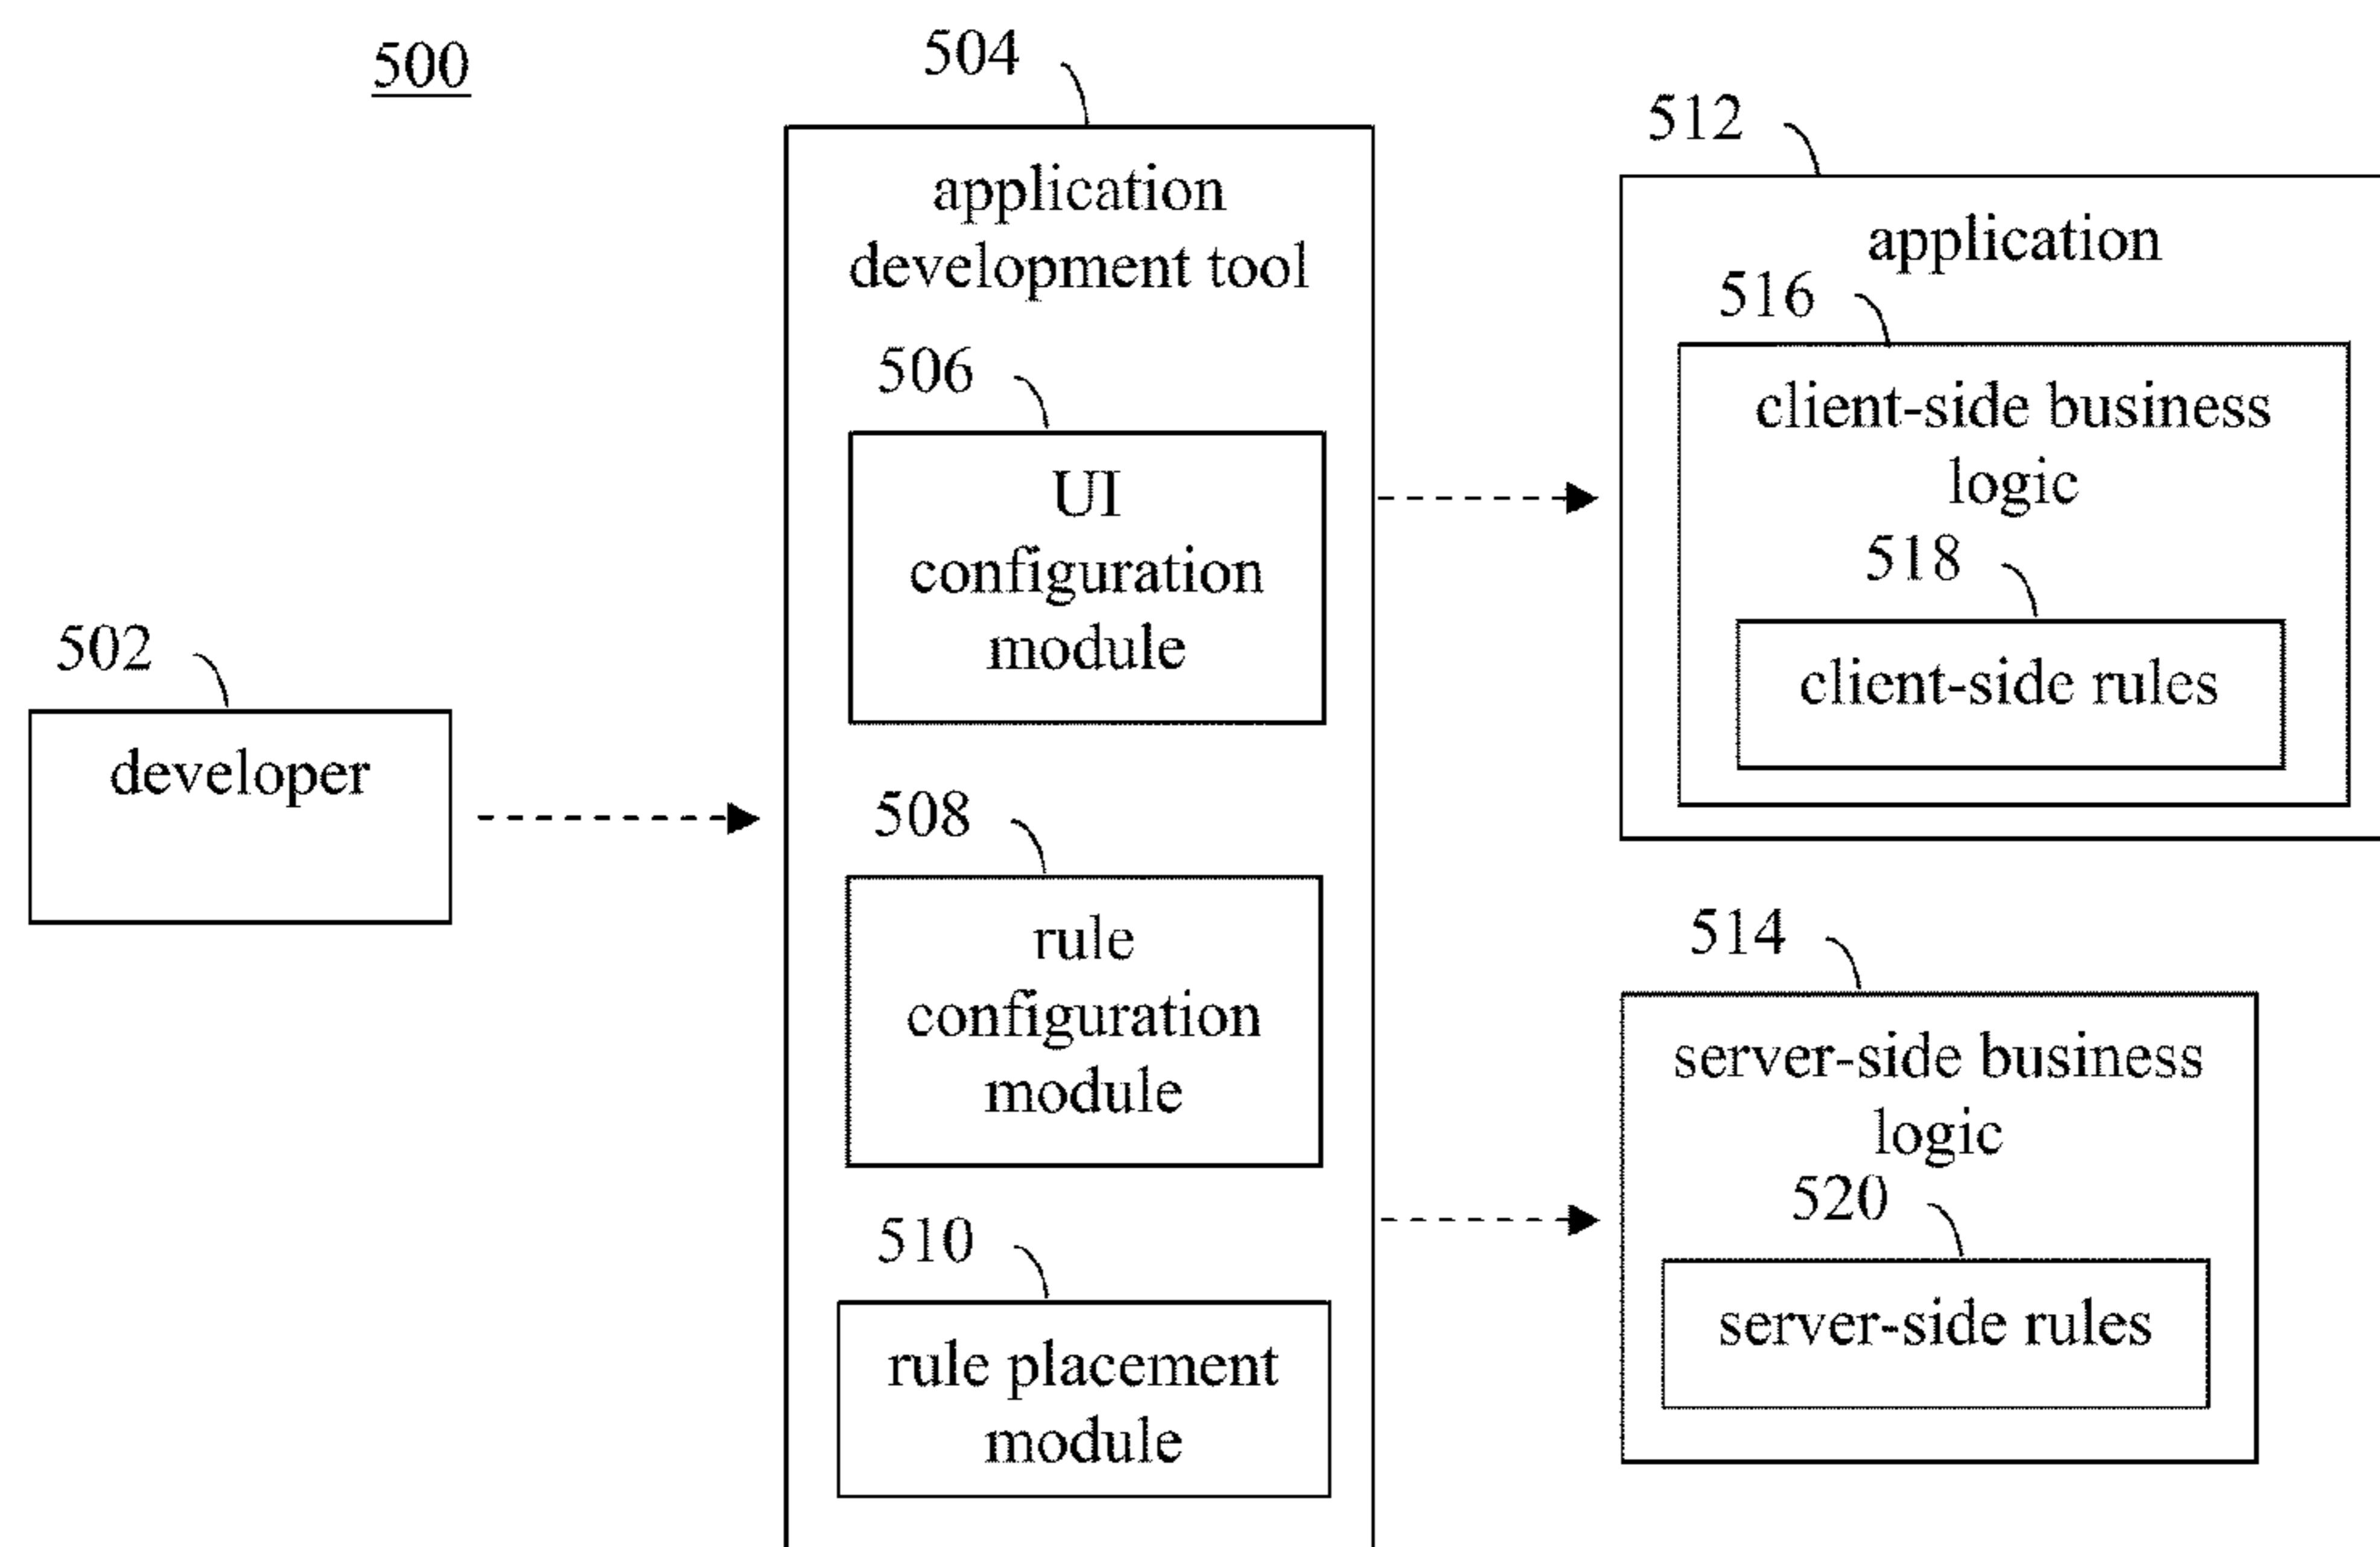 500
502
developer
504
application
development tool
506
UI
configuration
module
508
rule
configuration
module
510
rule placement
module
512
application
516
client-side business
logic
518
client-side rules
514
server-side business
logic
520
server-side rules